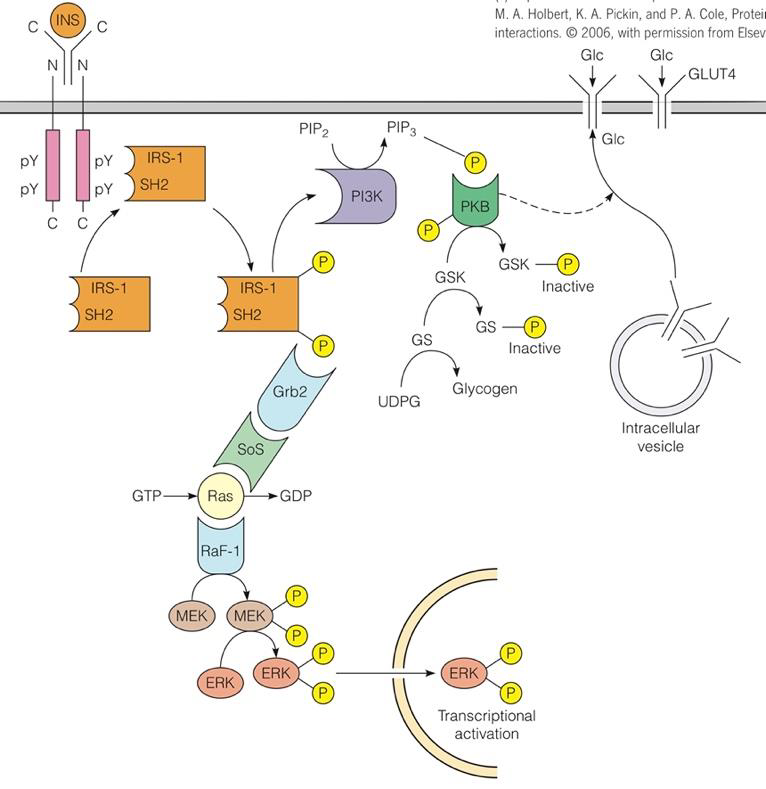 M. A. Holbert, K. A. Pickin, and P. A. Cole, Protein
interactions. © 2006, with permission from Elsev
INS
C
C
N
N
Glc
Glc
GLUT4
Glc
pY
pY
pY
pY
C
C
IRS-1
SH2
PIP2
PIP3
PI3K
P
PKB
P
IRS-1
SH2
IRS-1
SH2
P
P
GSK
GSK
P
Inactive
GS
GS
P
Inactive
UDPG
Glycogen
Intracellular
vesicle
Grb2
SoS
GTP
Ras
GDP
RaF-1
MEK
MEK
P
P
ERK
ERK
P
P
ERK
P
P
Transcriptional
activation